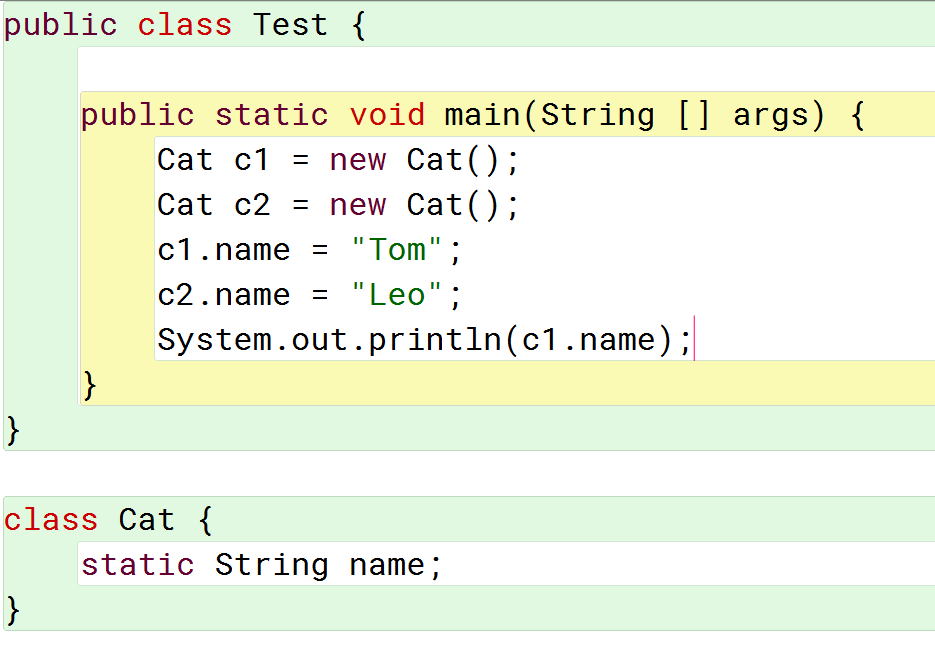 public class Test {
public static void main(String [] args) {
Cat c1 = new Cat();
Cat c2 = new Cat();
c1.name = "Tom";
c2.name = "Leo";
System.out.println(c1.name);
}
}
class Cat {
static String name;
}